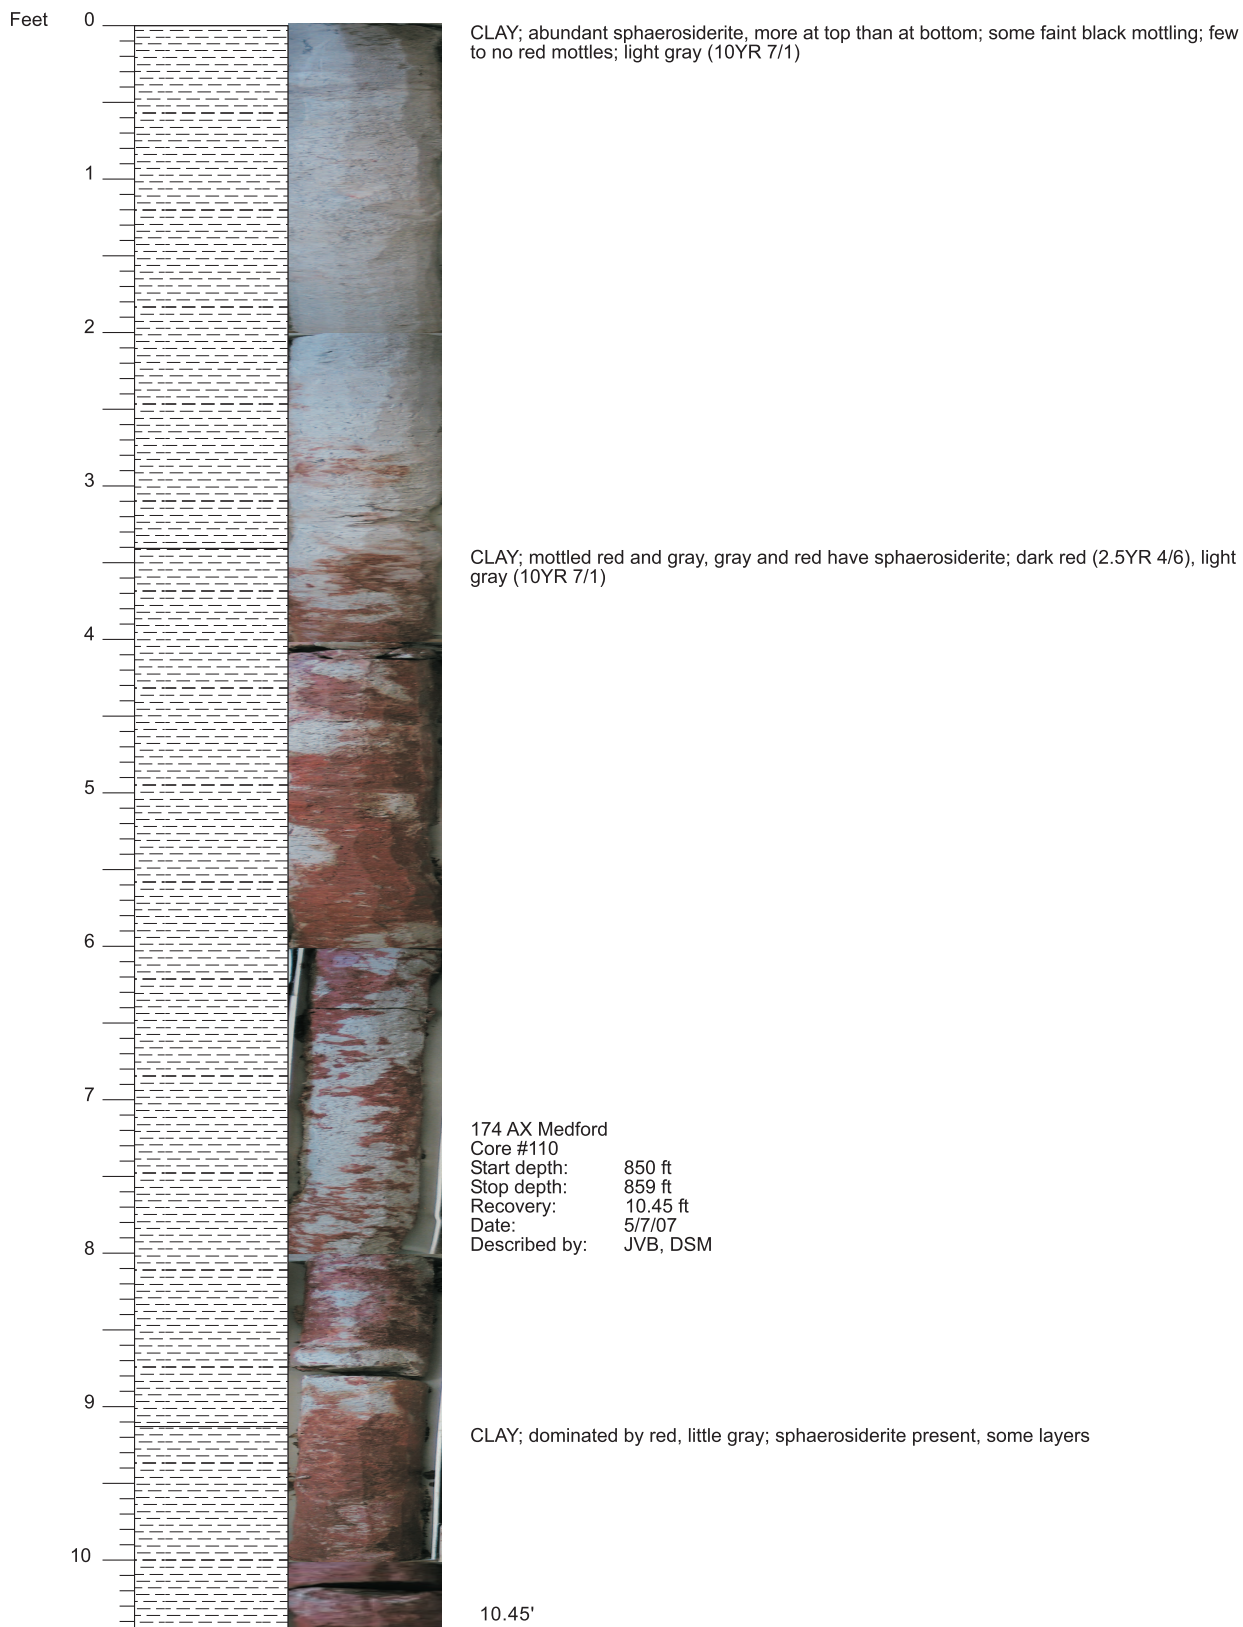 Feet
0
CLAY; abundant sphaerosiderite, more at top than at bottom; some faint black mottling; few
to no red mottles; light gray (10YR 7/1)
1
2
3
CLAY; mottled red and gray, gray and red have sphaerosiderite; dark red (2.5YR 4/6), light
gray (10YR 7/1)
4
5
6
7
174 AX Medford
Core #110
Start depth: 850 ft
Stop depth: 859 ft
Recovery: 10.45 ft
Date: 5/7/07
Described by: JVB, DSM
8
9
CLAY; dominated by red, little gray; sphaerosiderite present, some layers
10
10.45'